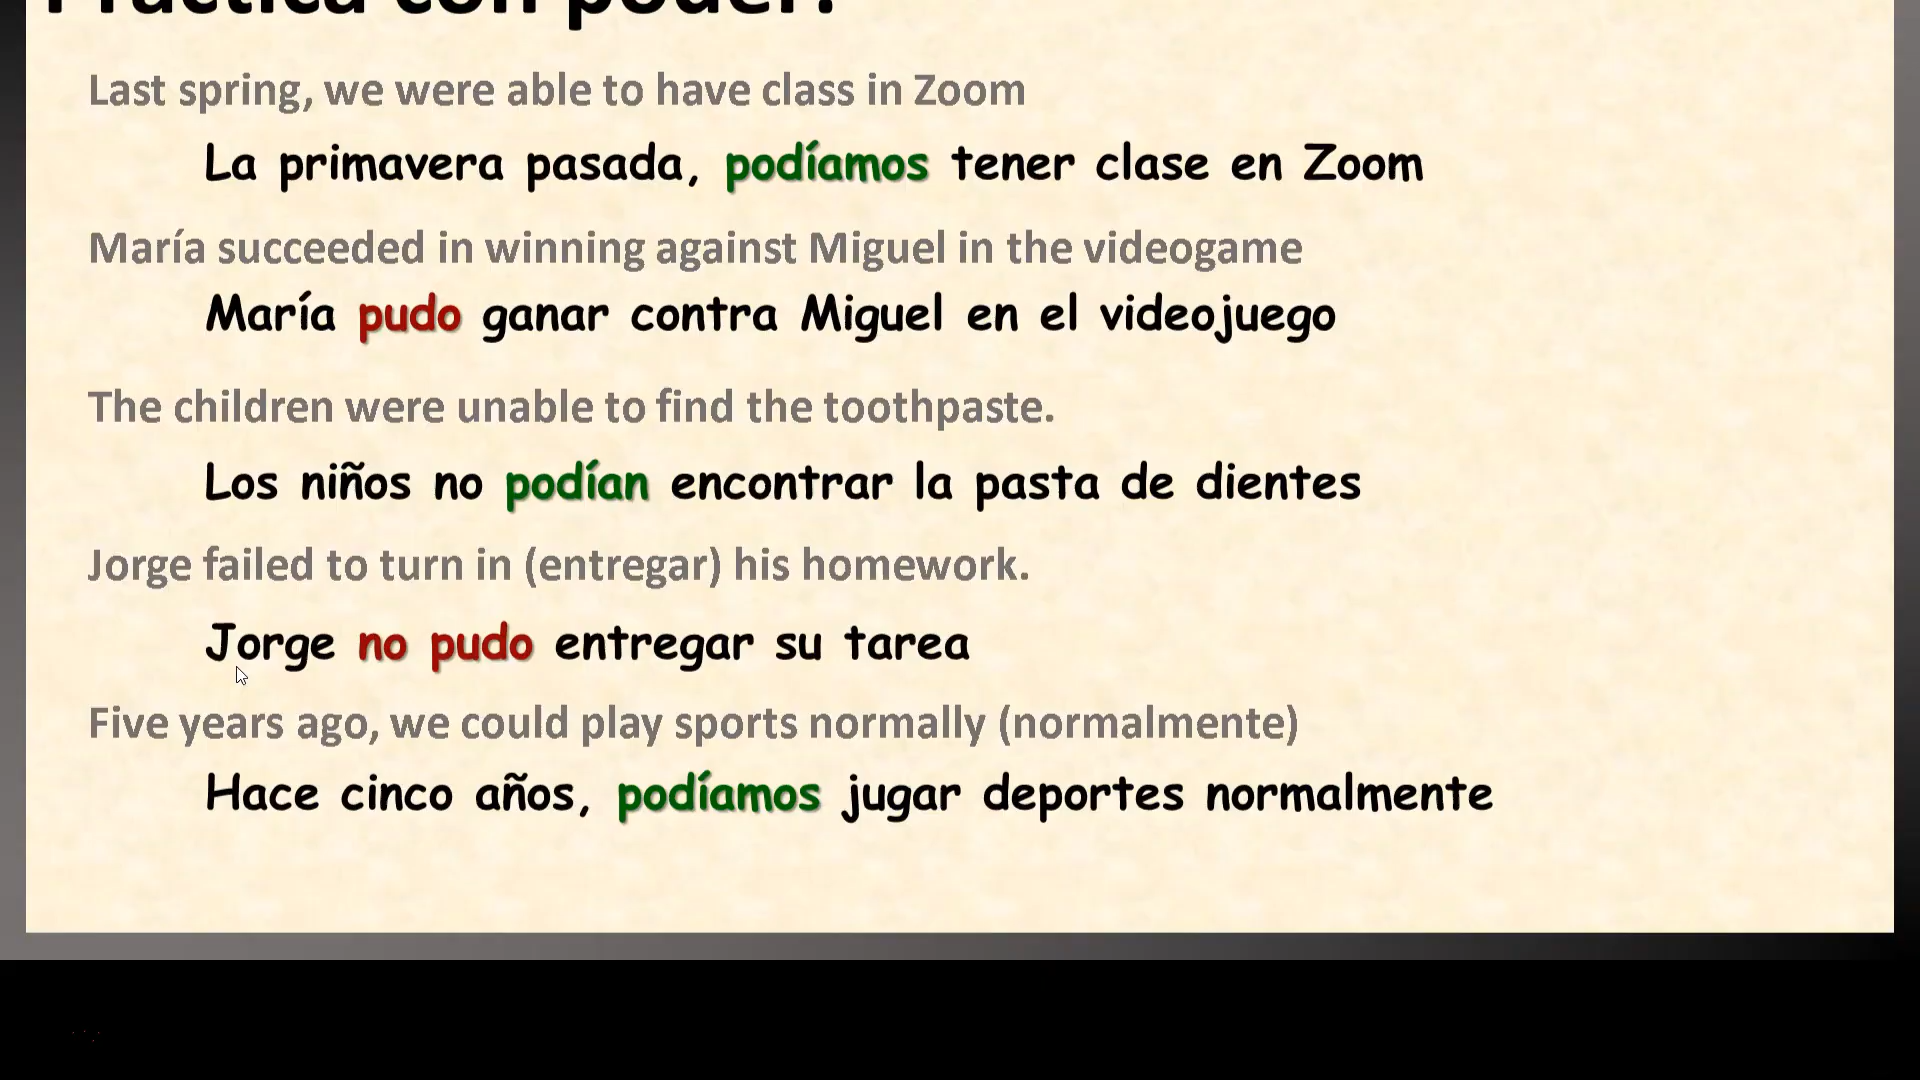 Práctica con poder:
Last spring, we were able to have class in Zoom
La primavera pasada, podíamos tener clase en Zoom
María succeeded in winning against Miguel in the videogame
María pudo ganar contra Miguel en el videojuego
The children were unable to find the toothpaste.
Los niños no podían encontrar la pasta de dientes
Jorge failed to turn in (entregar) his homework.
Jorge no pudo entregar su tarea
Five years ago, we could play sports normally (normalmente)
Hace cinco años, podíamos jugar deportes normalmente